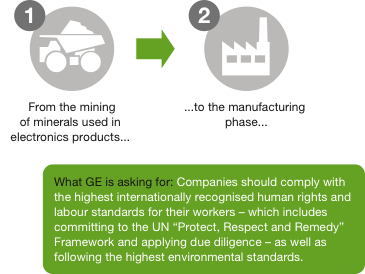 1
2
From the mining
of minerals used in
electronics products...
...to the manufacturing
phase...
What GE is asking for: Companies should comply with
the highest internationally recognised human rights and
labour standards for their workers – which includes
committing to the UN “Protect, Respect and Remedy”
Framework and applying due diligence – as well as
following the highest environmental standards.